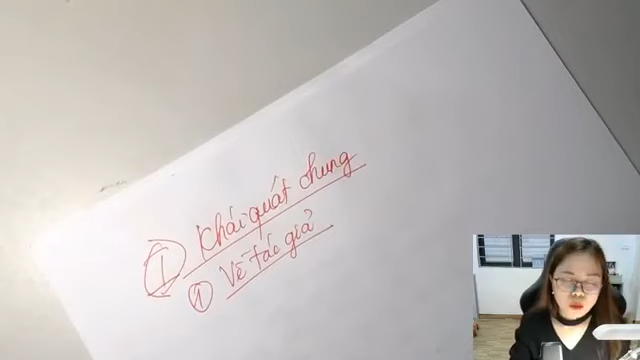 I Khái quát chung
1 Về tác giả